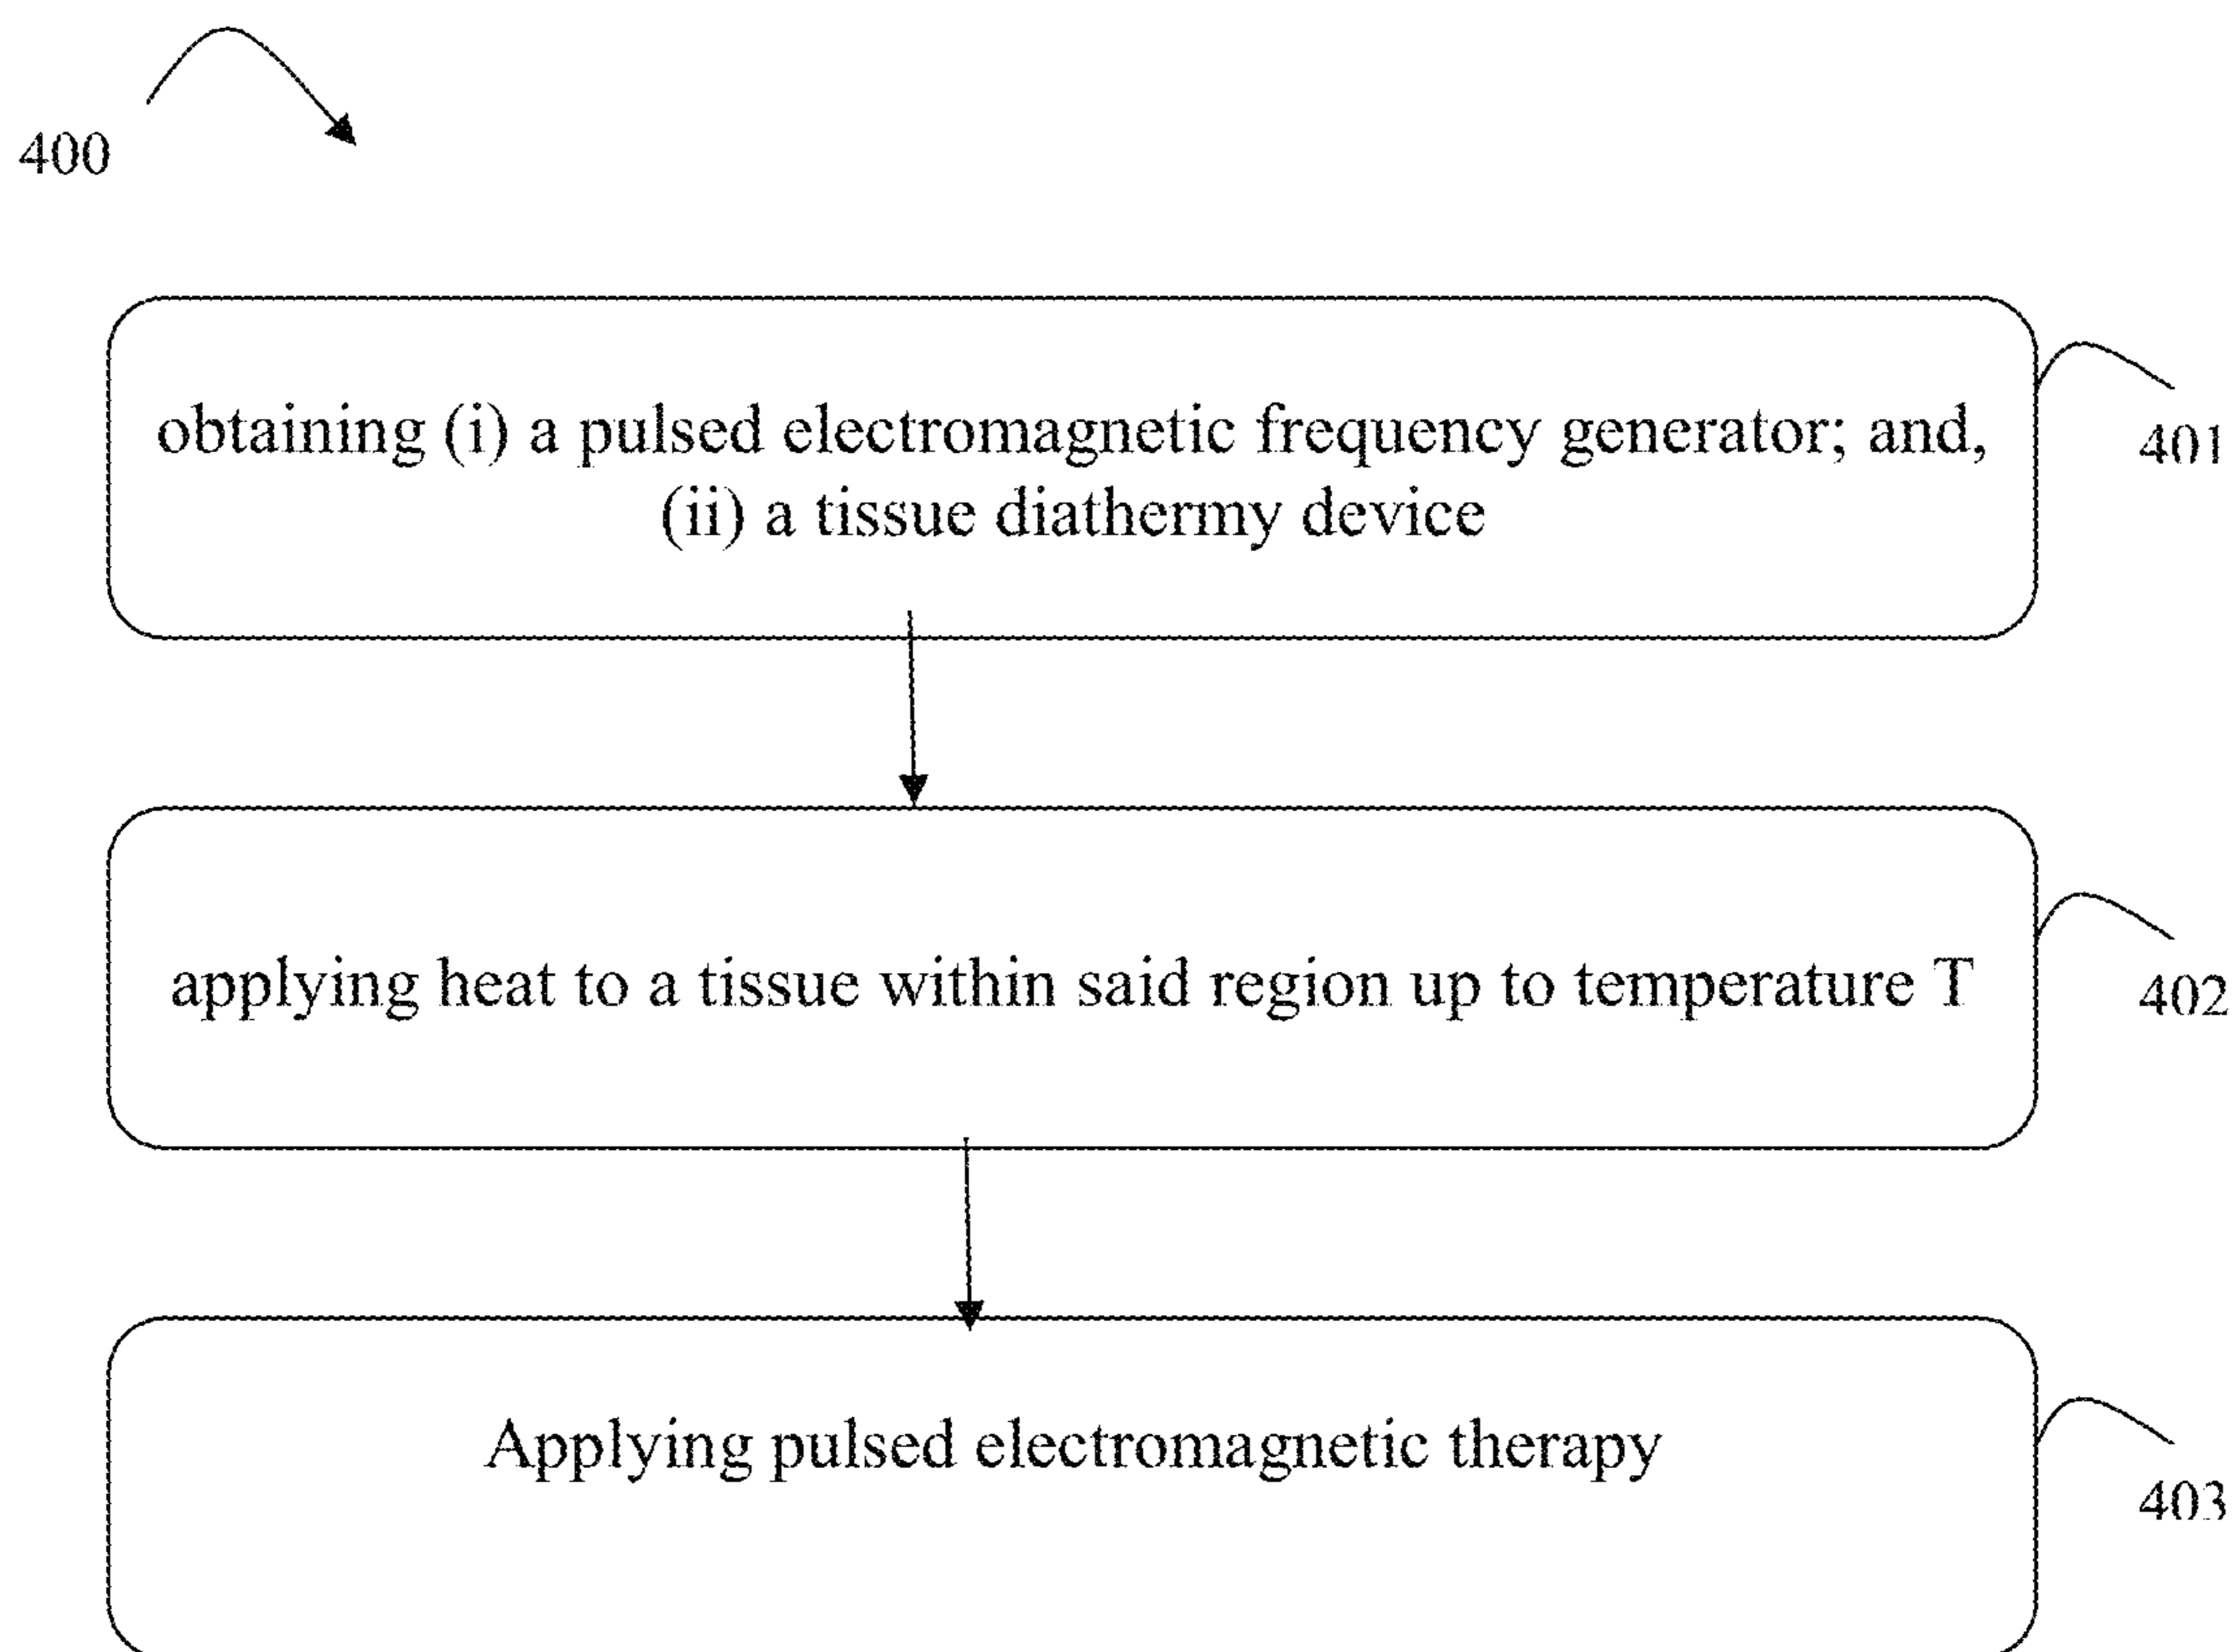 400
obtaining (i) a pulsed electromagnetic frequency generator; and,
(ii) a tissue diathermy device
401
applying heat to a tissue within said region up to temperature T
402
Applying pulsed electromagnetic therapy
403